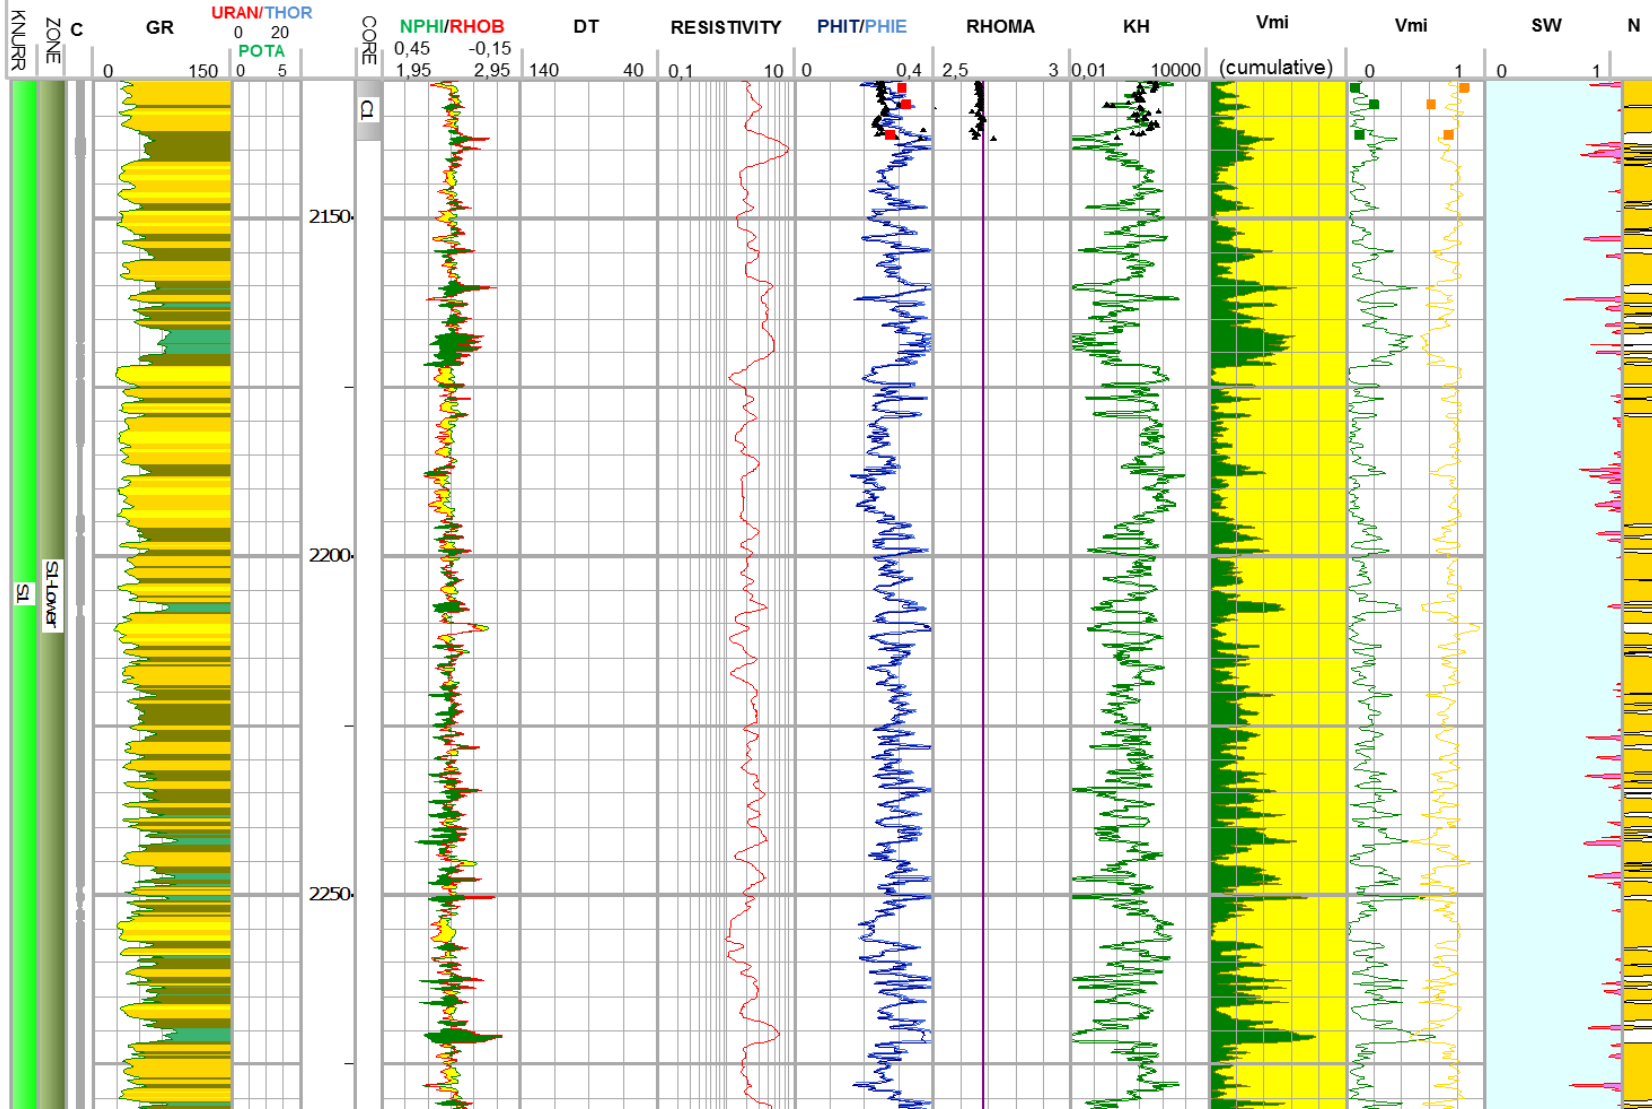 KNURR ZONE C GR URAN/THOR CORE NPHI/RHOB DT RESISTIVITY PHIT/PHIE RHOMA KH Vmi Vmi SW N
0 20 0,45 -0,15
POTA
0 150 0 5 1,95 2,95 140 40 0,1 10 0 0,4 2,5 3 0,01 10000 (cumulative) 0 1 0 1
C1
2150
2200
S1 S1-Lower
2250